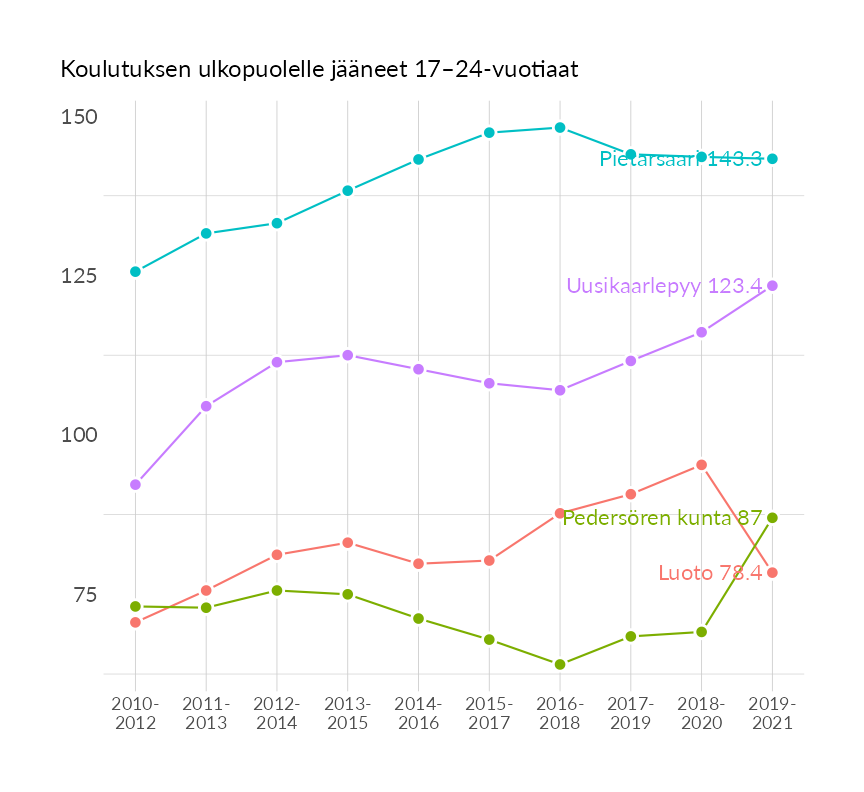 Koulutuksen ulkopuolelle jääneet 17–24-vuotiaat
150
Pietarsaari 143.3
125
Uusikaarlepyy 123.4
100
Pedersören kunta 87
Luoto 78.4
75
2010- 2011- 2012- 2013- 2014- 2015- 2016- 2017- 2018- 2019-
2012 2013 2014 2015 2016 2017 2018 2019 2020 2021